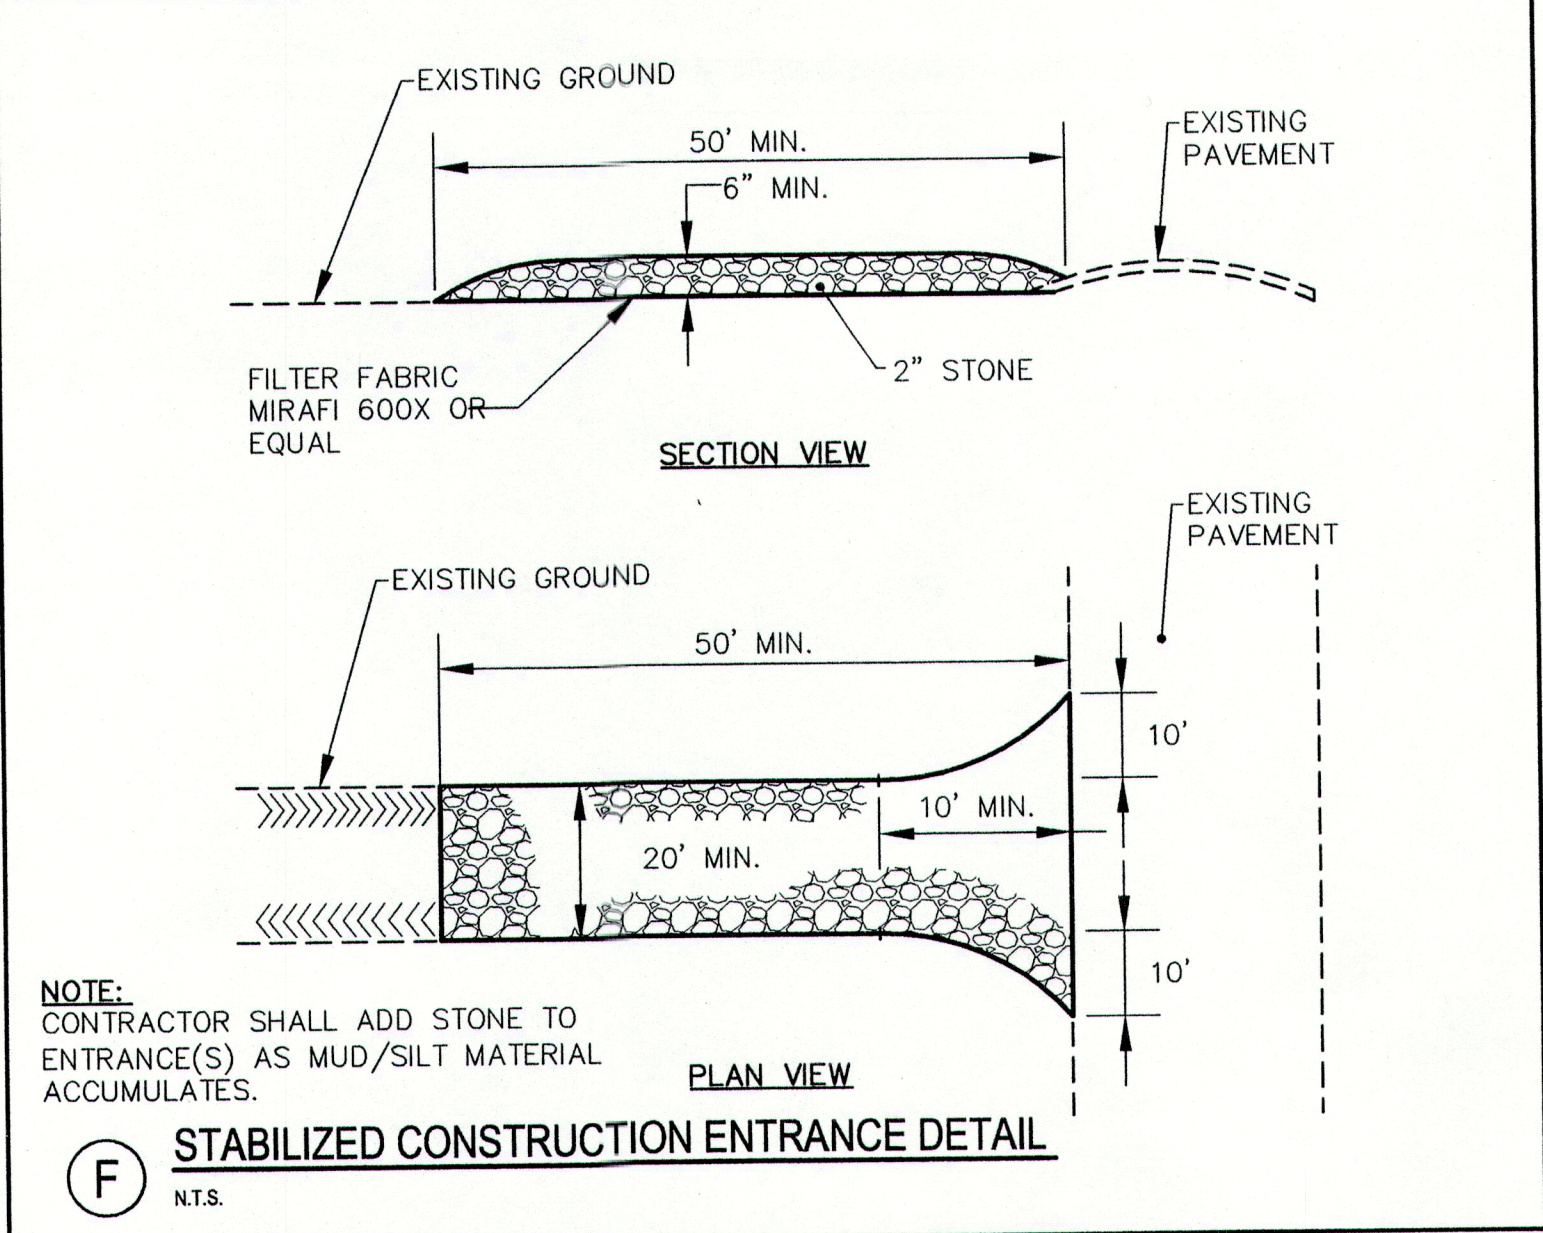 EXISTING GROUND
50' MIN.
EXISTING
PAVEMENT
6" MIN.
FILTER FABRIC
MIRAFI 600X OR
EQUAL
2" STONE
SECTION VIEW
EXISTING
PAVEMENT
EXISTING GROUND
50' MIN.
10'
10' MIN.
20' MIN.
10'
NOTE:
CONTRACTOR SHALL ADD STONE TO
ENTRANCE(S) AS MUD/SILT MATERIAL
ACCUMULATES.
PLAN VIEW
F
STABILIZED CONSTRUCTION ENTRANCE DETAIL
N.T.S.